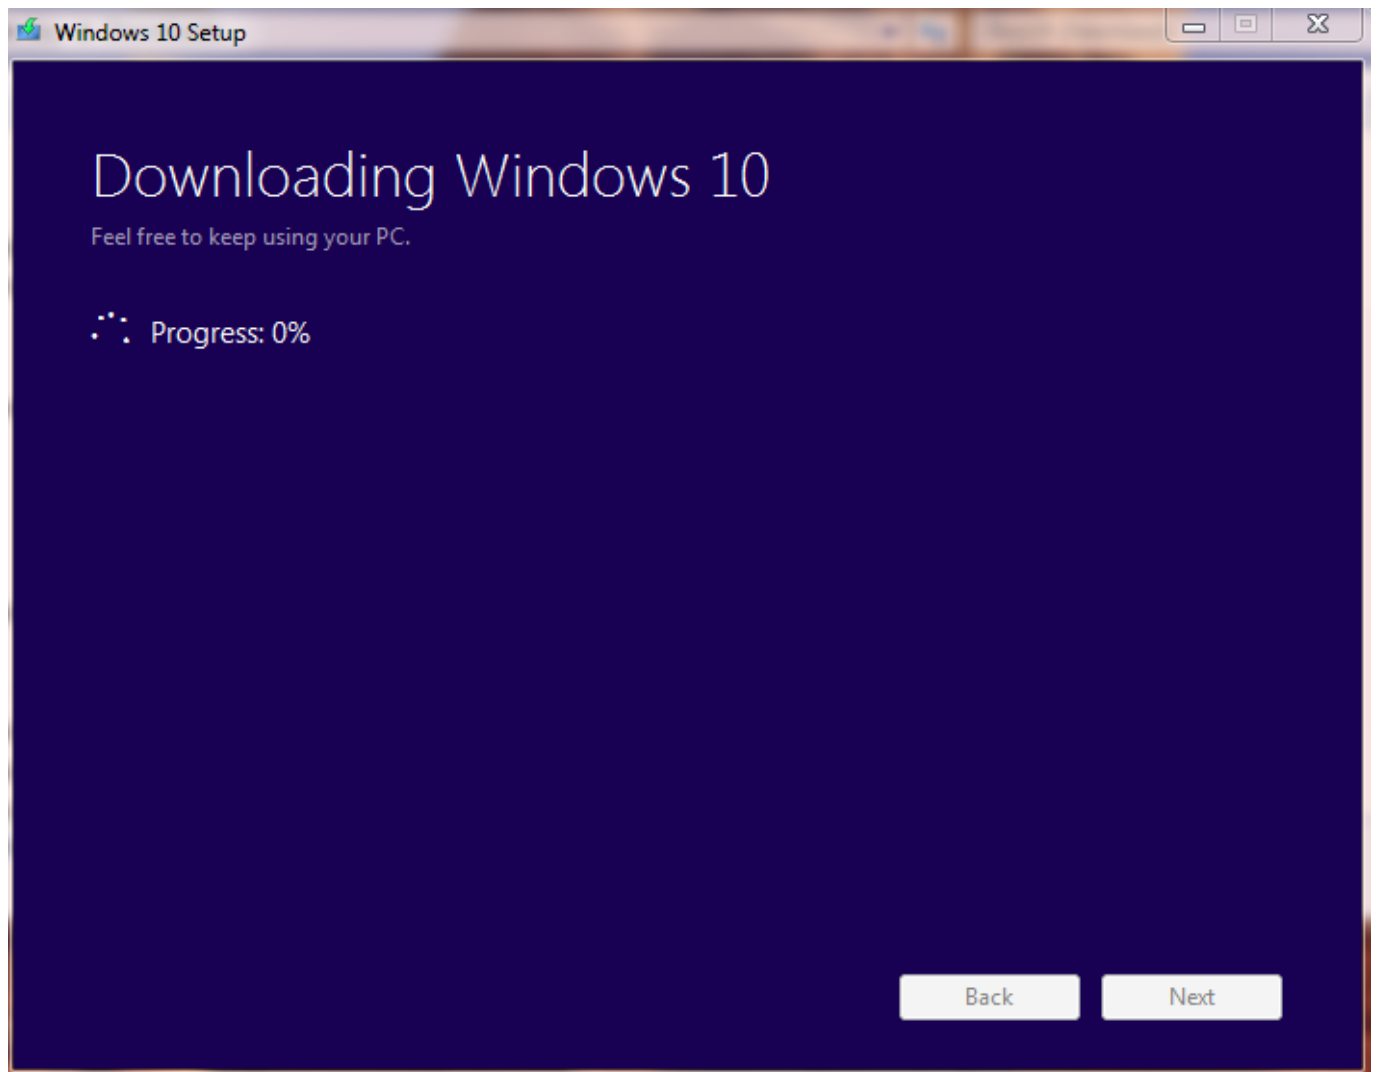 Windows 10 Setup
Downloading Windows 10
Feel free to keep using your PC.
Progress: 0%
Back
Next